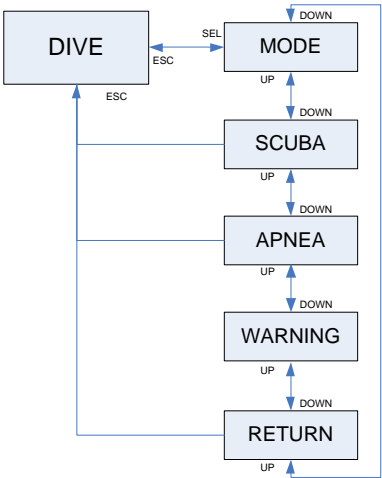 DOWN
DIVE
SEL
MODE
ESC
UP
DOWN
ESC
SCUBA
UP
DOWN
APNEA
UP
DOWN
WARNING
UP
DOWN
RETURN
UP